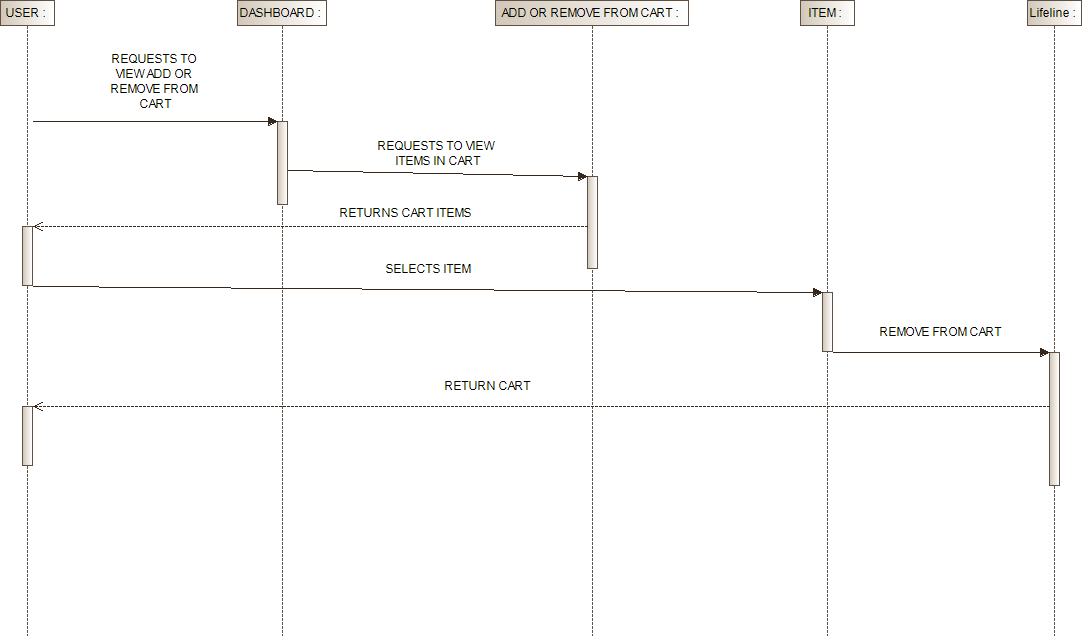 USER :
DASHBOARD :
ADD OR REMOVE FROM CART :
ITEM :
Lifeline :
REQUESTS TO
VIEW ADD OR
REMOVE FROM
CART
REQUESTS TO VIEW
ITEMS IN CART
RETURNS CART ITEMS
SELECTS ITEM
REMOVE FROM CART
RETURN CART